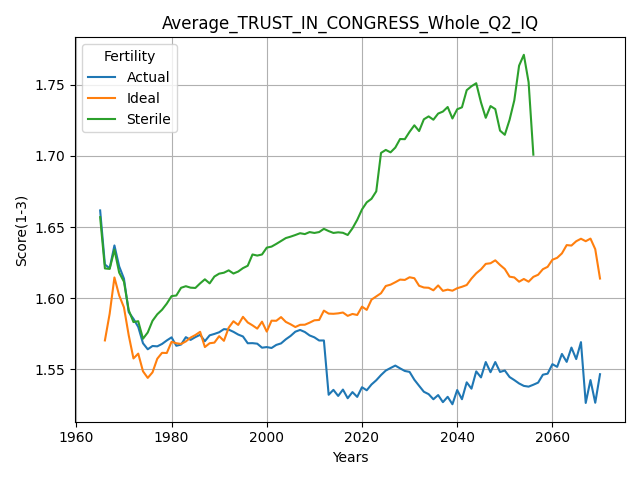 Average_TRUST_IN_CONGRESS_Whole_Q2_IQ
Fertility
Actual
Ideal
Sterile
Score(1-3)
1.75
1.70
1.65
1.60
1.55
1960 1980 2000 2020 2040 2060
Years